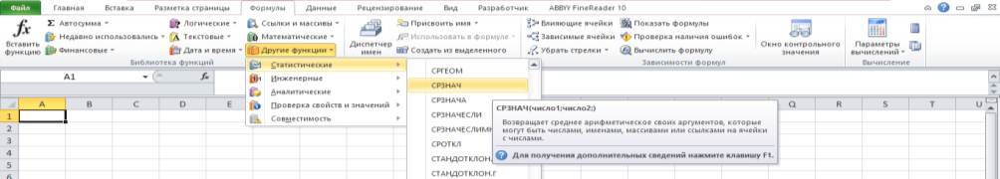 Файл Главная Вставка Разметка страницы Формулы Данные Рецензирование Вид Разработчик ABBYY FineReader 10
fx Вставить функцию
Σ Автосумма
Недавно использовались
Финансовые
Логические
Текстовые
Дата и время
Ссылки и массивы
Математические
Другие функции
Библиотека функций
Диспетчер имен
Присвоить имя
Использовать в формуле
Создать из выделенного
Влияющие ячейки
Зависимые ячейки
Убрать стрелки
Показать формулы
Проверка наличия ошибок
Вычислить формулу
Зависимости формул
Окно контрольного значения
Параметры вычислений
Вычисление
A1
fx
A B C D E Q R S T U
1
2
3
4
5
6
Статистические
Инженерные
Аналитические
Проверка свойств и значений
Совместимость
СРГЕОМ
СРЗНАЧ
СРЗНАЧА
СРЗНАЧЕСЛИ
СРЗНАЧЕСЛИМН
СРОТКЛ
СТАНДОТКЛОН.В
СТАНДОТКЛОН.Г
СРЗНАЧ(число1;число2;)
Возвращает среднее арифметическое своих аргументов, которые
могут быть числами, именами, массивами или ссылками на ячейки
с числами.
Для получения дополнительных сведений нажмите клавишу F1.